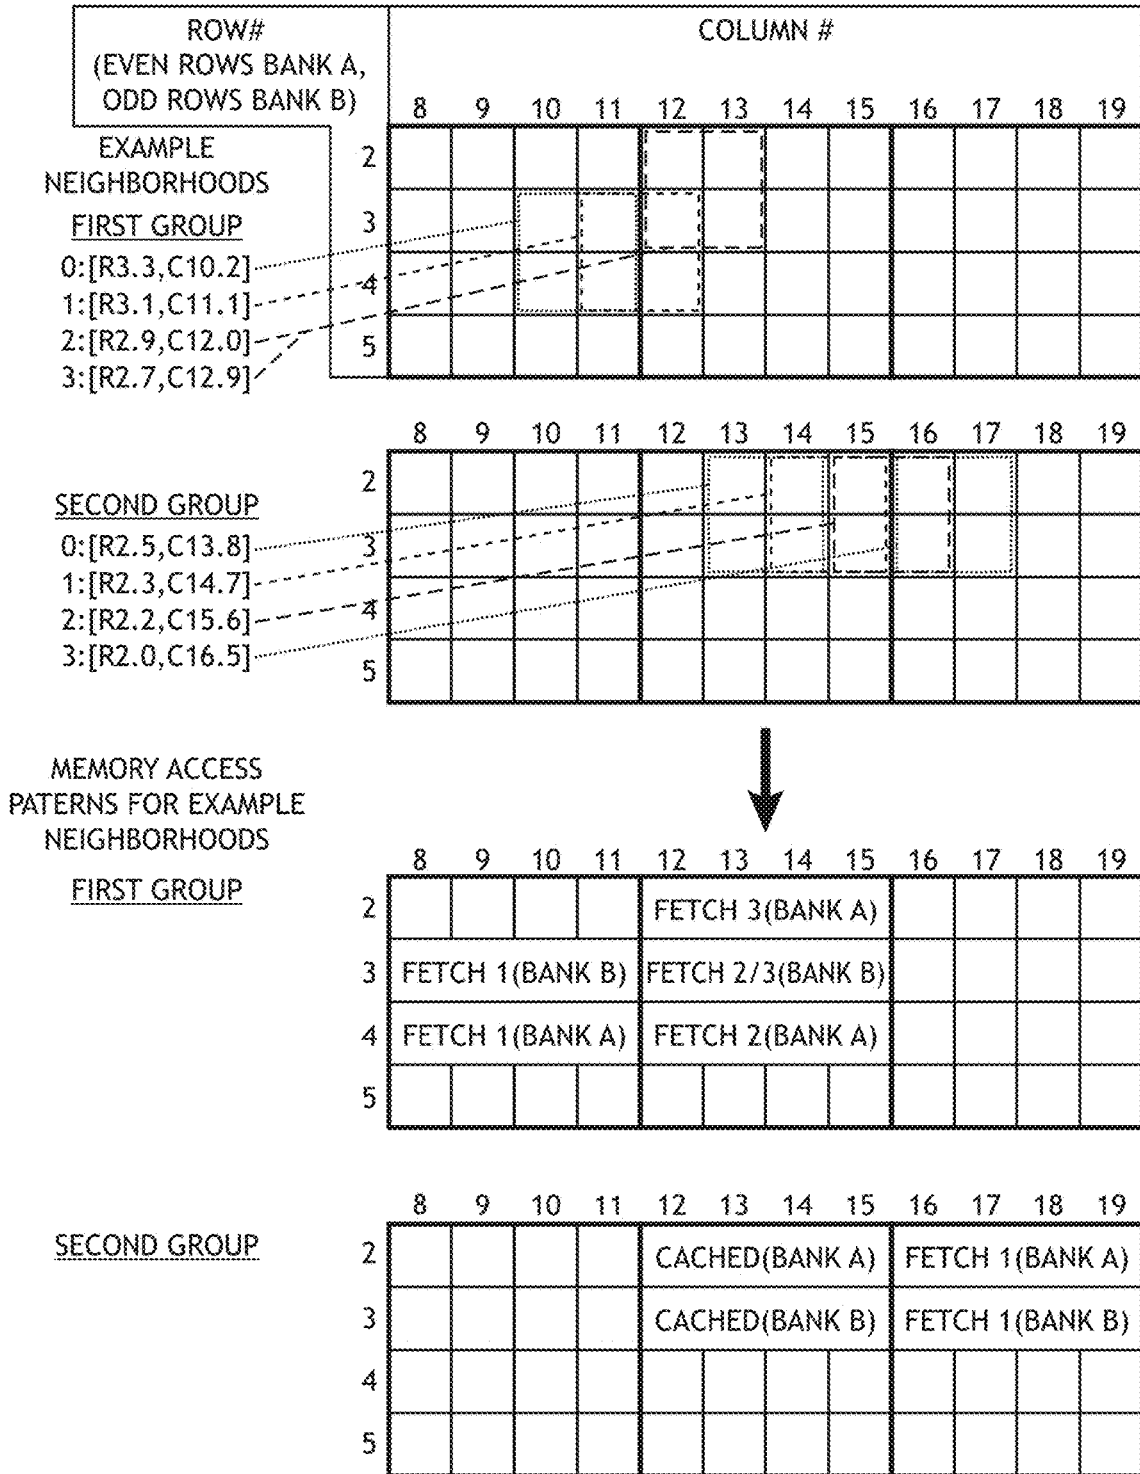 ROW#
(EVEN ROWS BANK A,
ODD ROWS BANK B)
COLUMN #
8 9 10 11 12 13 14 15 16 17 18 19
EXAMPLE
NEIGHBORHOODS
FIRST GROUP
0:[R3.3,C10.2]
1:[R3.1,C11.1]
2:[R2.9,C12.0]
3:[R2.7,C12.9]
2
3
4
5
8 9 10 11 12 13 14 15 16 17 18 19
SECOND GROUP
0:[R2.5,C13.8]
1:[R2.3,C14.7]
2:[R2.2,C15.6]
3:[R2.0,C16.5]
2
3
4
5
MEMORY ACCESS
PATERNS FOR EXAMPLE
NEIGHBORHOODS
FIRST GROUP
8 9 10 11 12 13 14 15 16 17 18 19
2 FETCH 3(BANK A)
3 FETCH 1(BANK B) FETCH 2/3(BANK B)
4 FETCH 1(BANK A) FETCH 2(BANK A)
5
SECOND GROUP
8 9 10 11 12 13 14 15 16 17 18 19
2 CACHED(BANK A) FETCH 1(BANK A)
3 CACHED(BANK B) FETCH 1(BANK B)
4
5